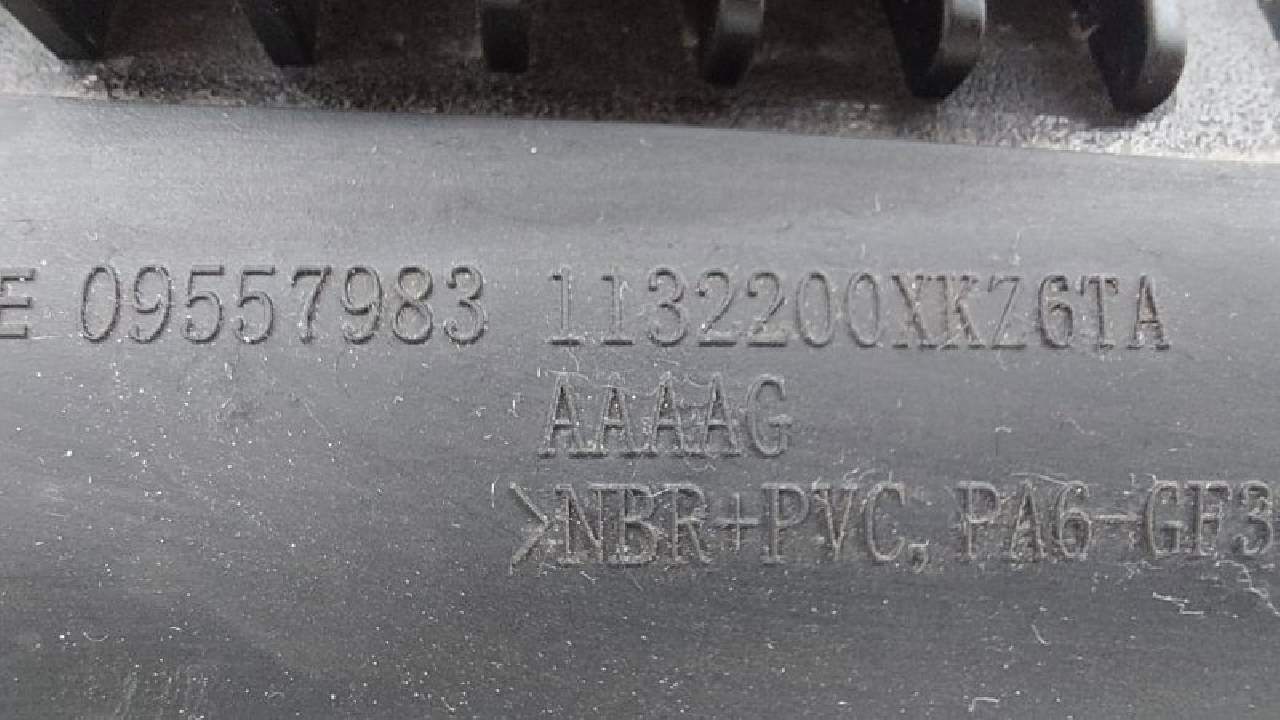 E 09557983 1132200XKZ6TA
AAAAG
>NBR+PVC, PA6-GF3